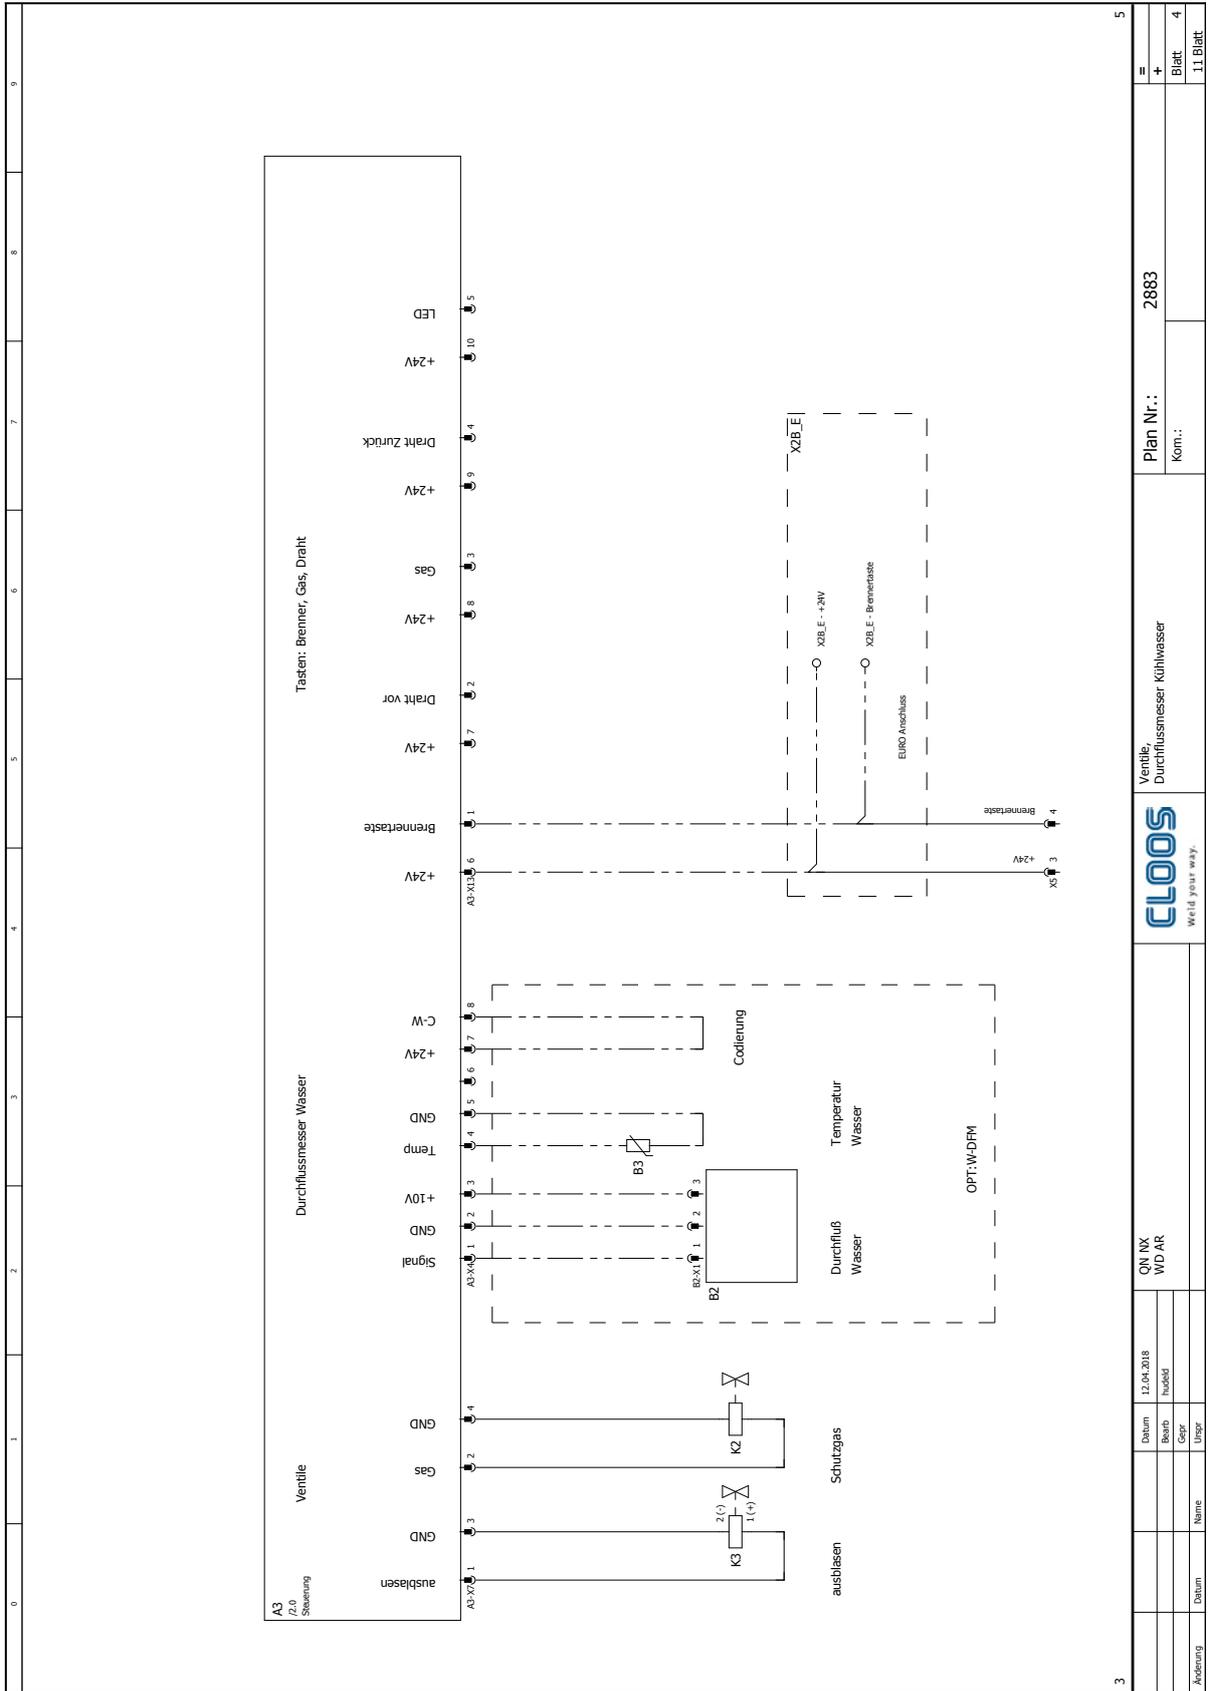 0 1 2 3 4 5 6 7 8 9
A3
/2.0
Steuerung
Ventile
Durchflussmesser Wasser
Tasten: Brenner, Gas, Draht
ausblasen
GND
Gas
GND
Signal
GND
+10V
Temp
GND
+24V
C-W
+24V
Brennertaste
+24V
Draht vor
+24V
Gas
+24V
Draht Zurück
+24V
LED
A3-X7 1
3
2
4
A3-X4 1
2
3
4
5
6
7
8
A3-X13 6
1
7
2
8
3
9
4
10
5
K3
2 (-)
1 (+)
K2
B3
B2-X1 1
2
3
B2
Codierung
ausblasen
Schutzgas
Durchfluß
Wasser
Temperatur
Wasser
OPT:W-DFM
X2B_E
X2B_E - +24V
X2B_E - Brennertaste
EURO Anschluss
+24V
Brennertaste
X5 3
4
3
5
Änderung
Datum
Name
Datum
12.04.2018
Bearb
hudeld
Gepr
Urspr
QN NX
WD AR
CLOOS
Weld your way.
Ventile,
Durchflussmesser Kühlwasser
Plan Nr.: 2883
Kom.:
=
+
Blatt 4
11 Blatt